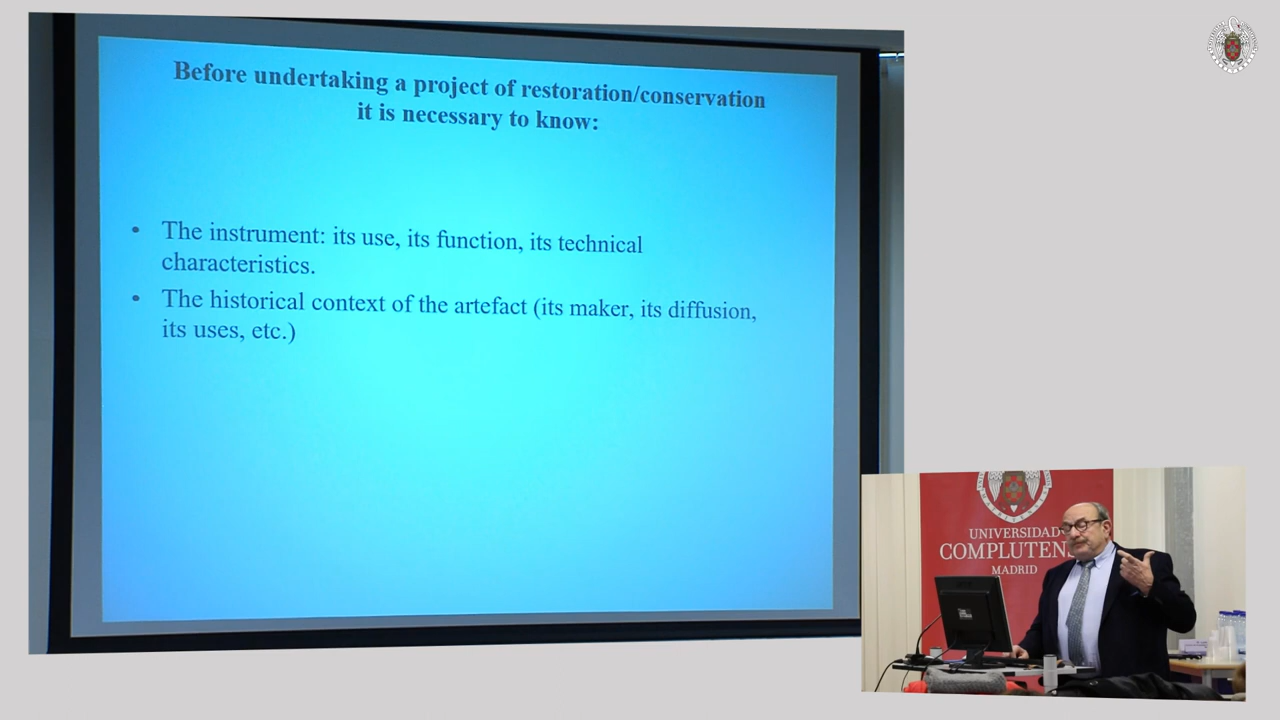 Before undertaking a project of restoration/conservation
it is necessary to know:
• The instrument: its use, its function, its technical
characteristics.
• The historical context of the artefact (its maker, its diffusion,
its uses, etc.)
UNIVERSIDAD
COMPLUTENS
MADRID